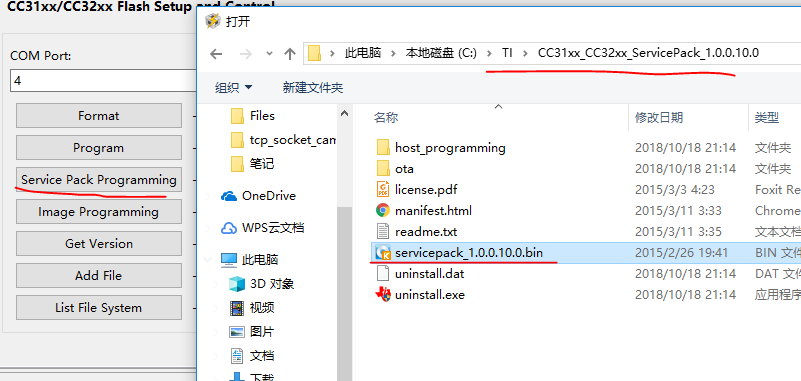 CC31xx/CC32xx Flash Setup and Control
COM Port:
4
Format
Program
Service Pack Programming
Image Programming
Get Version
Add File
List File System
打开
此电脑 > 本地磁盘 (C:) > TI > CC31xx_CC32xx_ServicePack_1.0.0.10.0
组织 新建文件夹
Files
tcp_socket_cam
笔记
OneDrive
WPS云文档
此电脑
3D 对象
视频
图片
文档
下载
名称 修改日期 类型
host_programming 2018/10/18 21:14 文件夹
ota 2018/10/18 21:14 文件夹
license.pdf 2015/3/3 4:23 Foxit Re
manifest.html 2015/3/11 3:33 Chrome
readme.txt 2015/3/11 3:35 文本文档
servicepack_1.0.0.10.0.bin 2015/2/26 19:41 BIN 文件
uninstall.dat 2018/10/18 21:14 DAT 文件
uninstall.exe 2018/10/18 21:14 应用程序